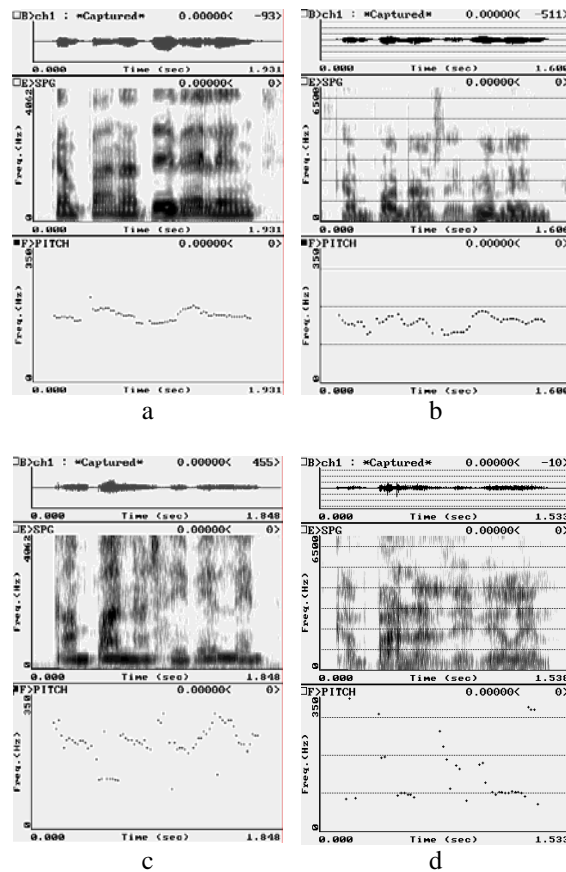 □B>ch1 : *Captured* 0.00000< -93>
0.000 Time (sec) 1.931
□E>SPG 0.00000< 0>
4062
Freq.(Hz)
0
0.000 Time (sec) 1.931
■F>PITCH 0.00000< 0>
350
Freq.(Hz)
0
0.000 Time (sec) 1.931
a
□B>ch1 : *Captured* 0.00000< -511>
0.000 Time (sec) 1.600
□E>SPG 0.00000< 0>
6500
Freq.(Hz)
0
0.000 Time (sec) 1.606
■F>PITCH 0.00000< 0>
350
Freq.(Hz)
0
0.000 Time (sec) 1.606
b
□B>ch1 : *Captured* 0.00000< 455>
0.000 Time (sec) 1.848
□E>SPG 0.00000< 0>
4062
Freq.(Hz)
0
0.000 Time (sec) 1.848
■F>PITCH 0.00000< 0>
350
Freq.(Hz)
0
0.000 Time (sec) 1.848
c
□B>ch1 : *Captured* 0.00000< -10>
0.000 Time (sec) 1.533
□E>SPG 0.00000< 0>
6500
Freq.(Hz)
0
0.000 Time (sec) 1.538
□F>PITCH 0.00000< 0>
350
Freq.(Hz)
0
0.000 Time (sec) 1.533
d